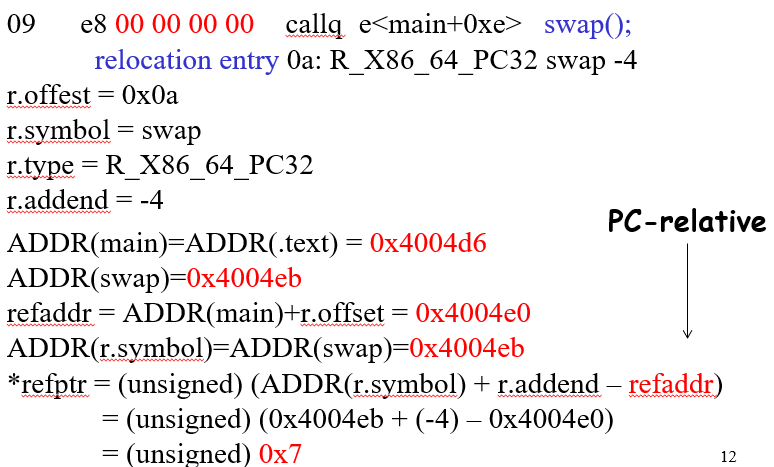 09 e8 00 00 00 00 callq e<main+0xe> swap();
relocation entry 0a: R_X86_64_PC32 swap -4
r.offest = 0x0a
r.symbol = swap
r.type = R_X86_64_PC32
r.addend = -4
PC-relative
ADDR(main)=ADDR(.text) = 0x4004d6
ADDR(swap)=0x4004eb
refaddr = ADDR(main)+r.offset = 0x4004e0
ADDR(r.symbol)=ADDR(swap)=0x4004eb
*refptr = (unsigned) (ADDR(r.symbol) + r.addend – refaddr)
= (unsigned) (0x4004eb + (-4) – 0x4004e0)
= (unsigned) 0x7
12